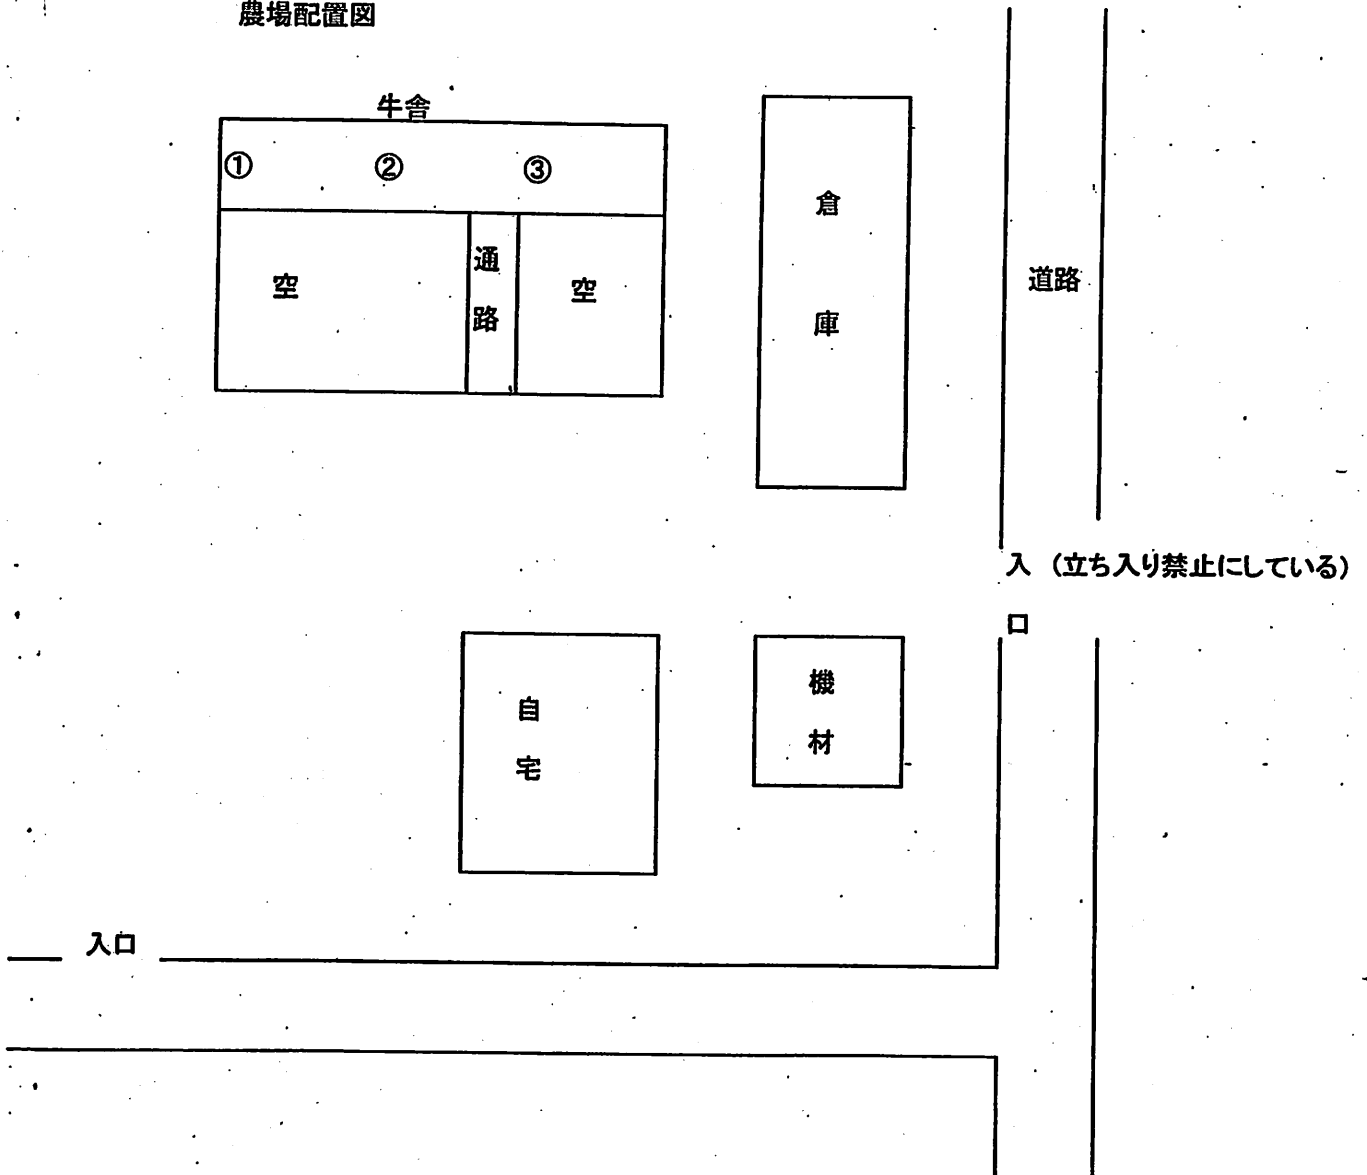 農場配置図
牛舎
①
②
③
空
通路
空
倉庫
道路
入口 (立ち入り禁止にしている)
自宅
機材
入口